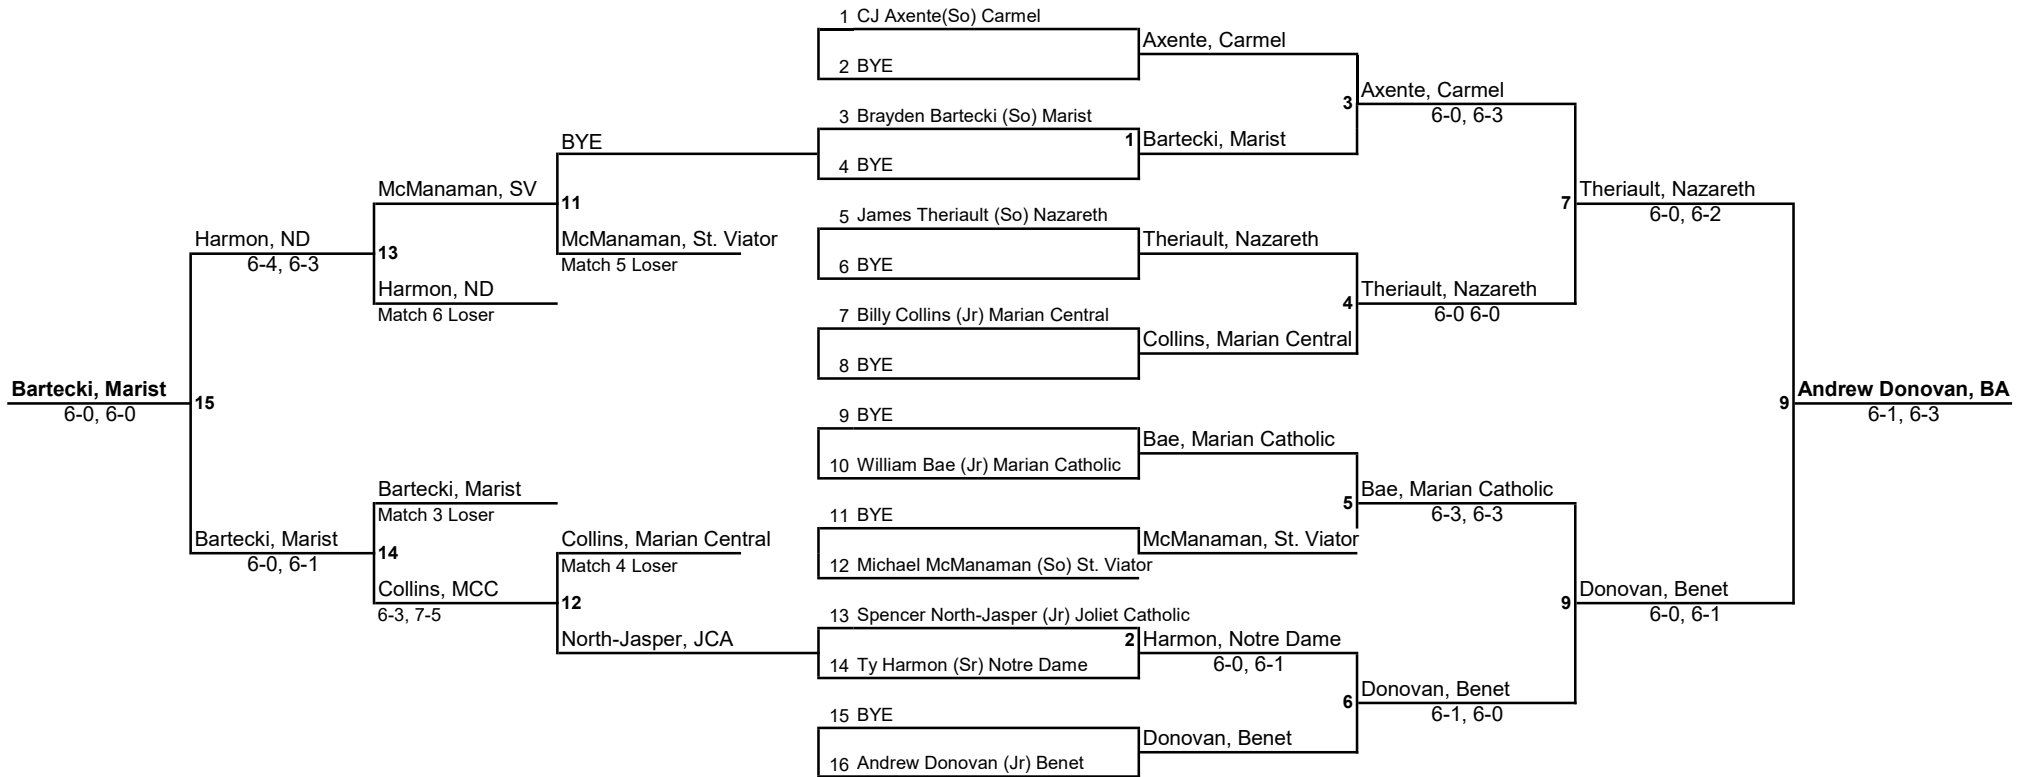 1 CJ Axente(So) Carmel
Axente, Carmel
2 BYE
Axente, Carmel
3
6-0, 6-3
3 Brayden Bartecki (So) Marist
BYE
1 Bartecki, Marist
4 BYE
McManaman, SV
11
Theriault, Nazareth
7
6-0, 6-2
5 James Theriault (So) Nazareth
Harmon, ND
McManaman, St. Viator
Theriault, Nazareth
13
6-4, 6-3
Match 5 Loser
6 BYE
Harmon, ND
Theriault, Nazareth
4
Match 6 Loser
6-0 6-0
7 Billy Collins (Jr) Marian Central
Collins, Marian Central
8 BYE
Bartecki, Marist
15
6-0, 6-0
Andrew Donovan, BA
9
6-1, 6-3
9 BYE
Bae, Marian Catholic
10 William Bae (Jr) Marian Catholic
Bartecki, Marist
Bae, Marian Catholic
5
Match 3 Loser
6-3, 6-3
11 BYE
Bartecki, Marist
Collins, Marian Central
McManaman, St. Viator
14
6-0, 6-1
Match 4 Loser
12 Michael McManaman (So) St. Viator
Collins, MCC
12
6-3, 7-5
Donovan, Benet
9
6-0, 6-1
13 Spencer North-Jasper (Jr) Joliet Catholic
North-Jasper, JCA
2 Harmon, Notre Dame
6-0, 6-1
14 Ty Harmon (Sr) Notre Dame
Donovan, Benet
6
6-1, 6-0
15 BYE
Donovan, Benet
16 Andrew Donovan (Jr) Benet